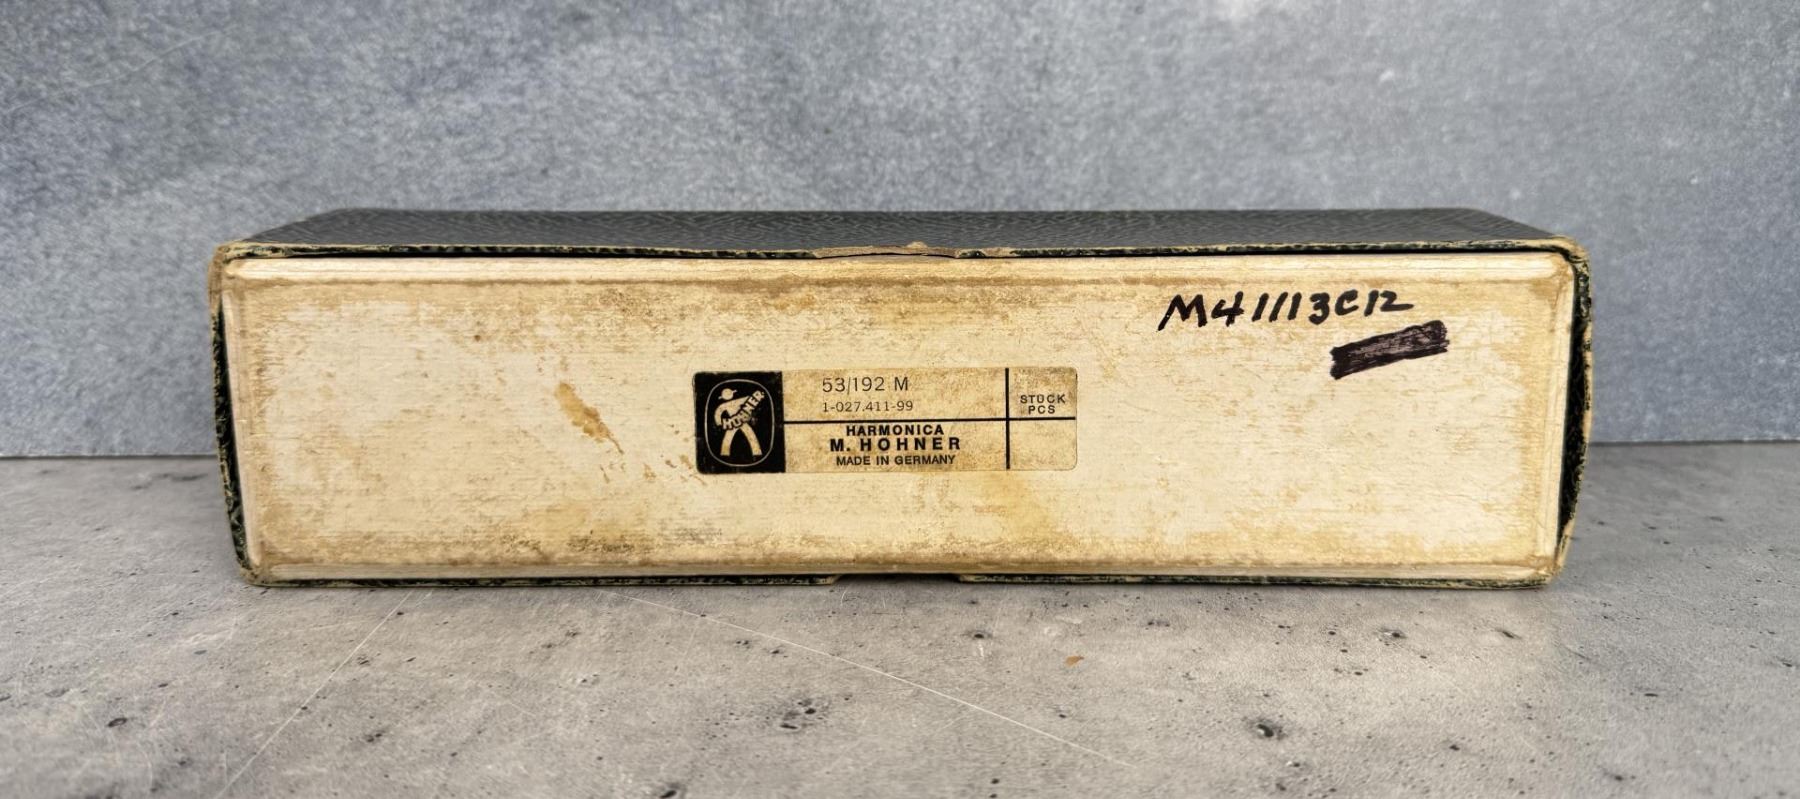 M41113C12
53/192 M
1-027.411-99
STÜCK
PCS
HOHNER
HARMONICA
M. HOHNER
MADE IN GERMANY